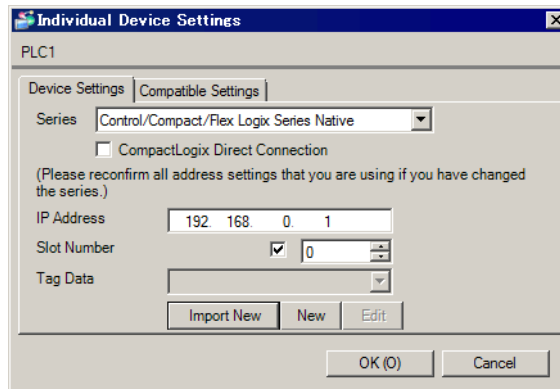 Individual Device Settings
PLC1
Device Settings Compatible Settings
Series Control/Compact/Flex Logix Series Native
CompactLogix Direct Connection
(Please reconfirm all address settings that you are using if you have changed
the series.)
IP Address 192. 168. 0. 1
Slot Number 0
Tag Data
Import New New Edit
OK (O) Cancel